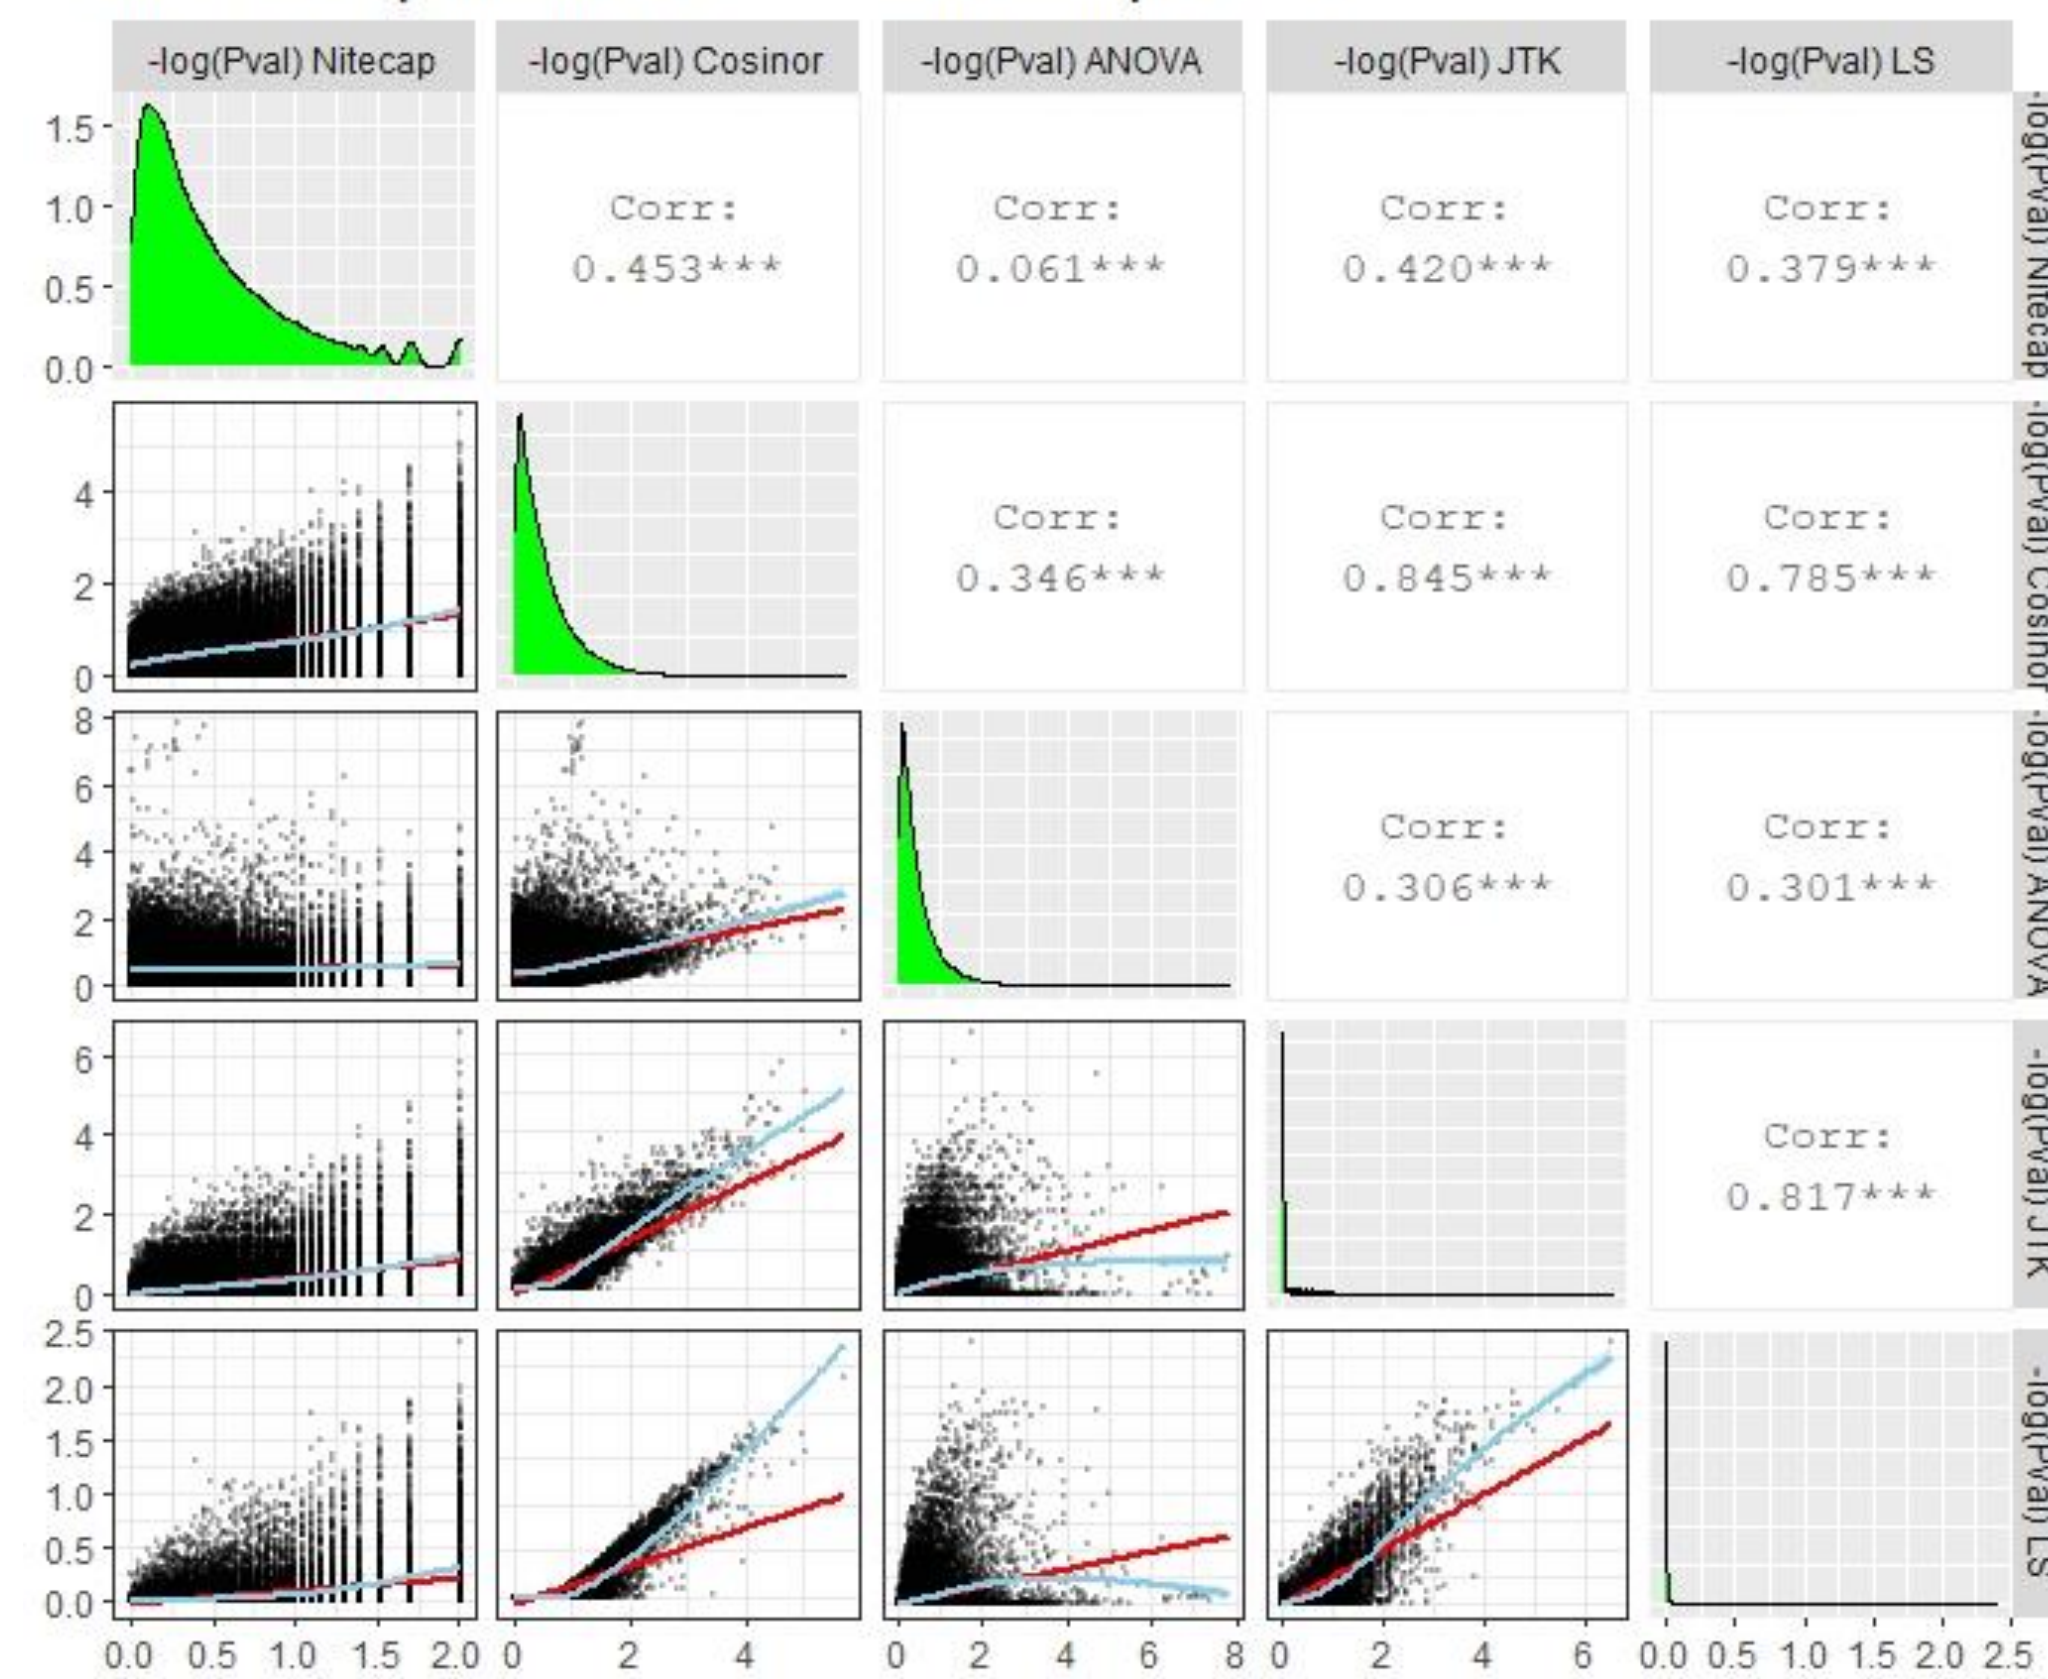 -log(Pval) Nitecap
-log(Pval) Cosinor
-log(Pval) ANOVA
-log(Pval) JTK
-log(Pval) LS
1.5
1.0
0.5
0.0
Corr:
0.453***
Corr:
0.061***
Corr:
0.420***
Corr:
0.379***
-log(Pval) Nitecap
4
2
0
Corr:
0.346***
Corr:
0.845***
Corr:
0.785***
-log(Pval) Cosinor
8
6
4
2
0
Corr:
0.306***
Corr:
0.301***
-log(Pval) ANOVA
6
4
2
0
Corr:
0.817***
-log(Pval) JTK
2.5
2.0
1.5
1.0
0.5
0.0
-log(Pval) LS
0.0 0.5 1.0 1.5 2.0
0 2 4
0 2 4 6 8
0 2 4 6
0.0 0.5 1.0 1.5 2.0 2.5